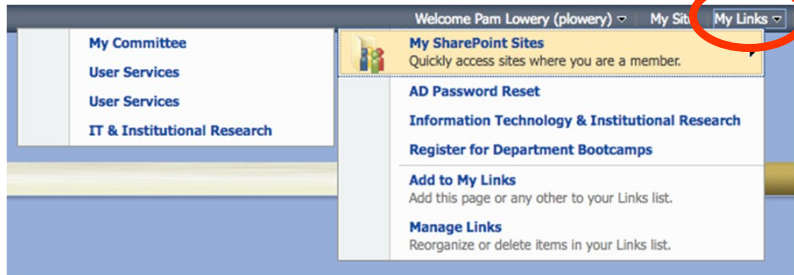 Welcome Pam Lowery (plowery) My Sit My Links
My Committee
User Services
User Services
IT & Institutional Research
My SharePoint Sites
Quickly access sites where you are a member.
AD Password Reset
Information Technology & Institutional Research
Register for Department Bootcamps
Add to My Links
Add this page or any other to your Links list.
Manage Links
Reorganize or delete items in your Links list.